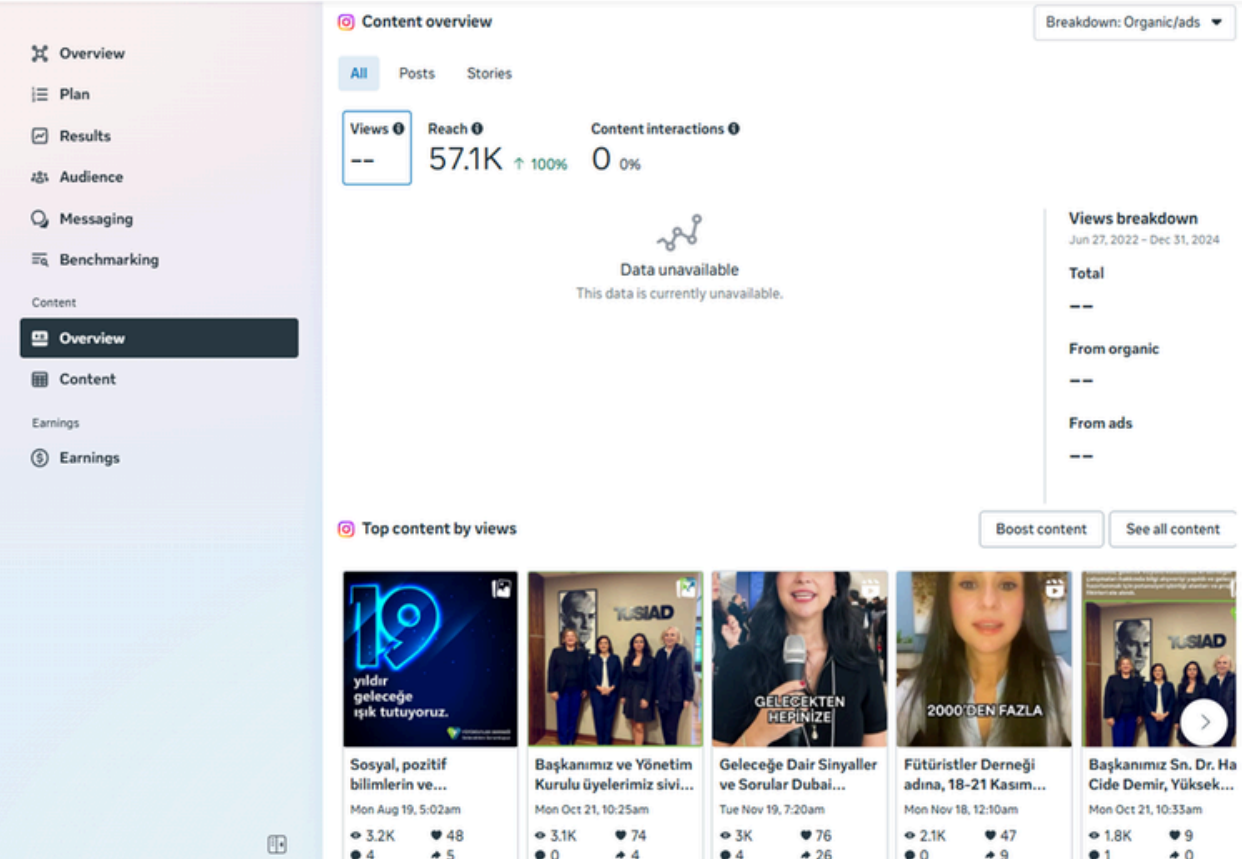 Overview
Plan
Results
Audience
Messaging
Benchmarking
Content
Overview
Content
Earnings
Earnings
Content overview
Breakdown: Organic/ads
All
Posts
Stories
Views
--
Reach
57.1K ↑ 100%
Content interactions
0 0%
Data unavailable
This data is currently unavailable.
Views breakdown
Jun 27, 2022 – Dec 31, 2024
Total
--
From organic
--
From ads
--
Top content by views
Boost content
See all content
19
yıldır
geleceğe
ışık tutuyoruz.
Sosyal, pozitif
bilimlerin ve...
Mon Aug 19, 5:02am
3.2K 48
4 5
TÜSİAD
Başkanımız ve Yönetim
Kurulu üyelerimiz sivi...
Mon Oct 21, 10:25am
3.1K 74
0 4
GELECEKTEN
HEPİNİZE
Geleceğe Dair Sinyaller
ve Sorular Dubai...
Tue Nov 19, 7:20am
3K 76
4 26
2000'DEN FAZLA
Fütüristler Derneği
adına, 18-21 Kasım...
Mon Nov 18, 12:10am
2.1K 47
0 9
TÜSİAD
Başkanımız Sn. Dr. Ha
Cide Demir, Yüksek...
Mon Oct 21, 10:33am
1.8K 9
1 0